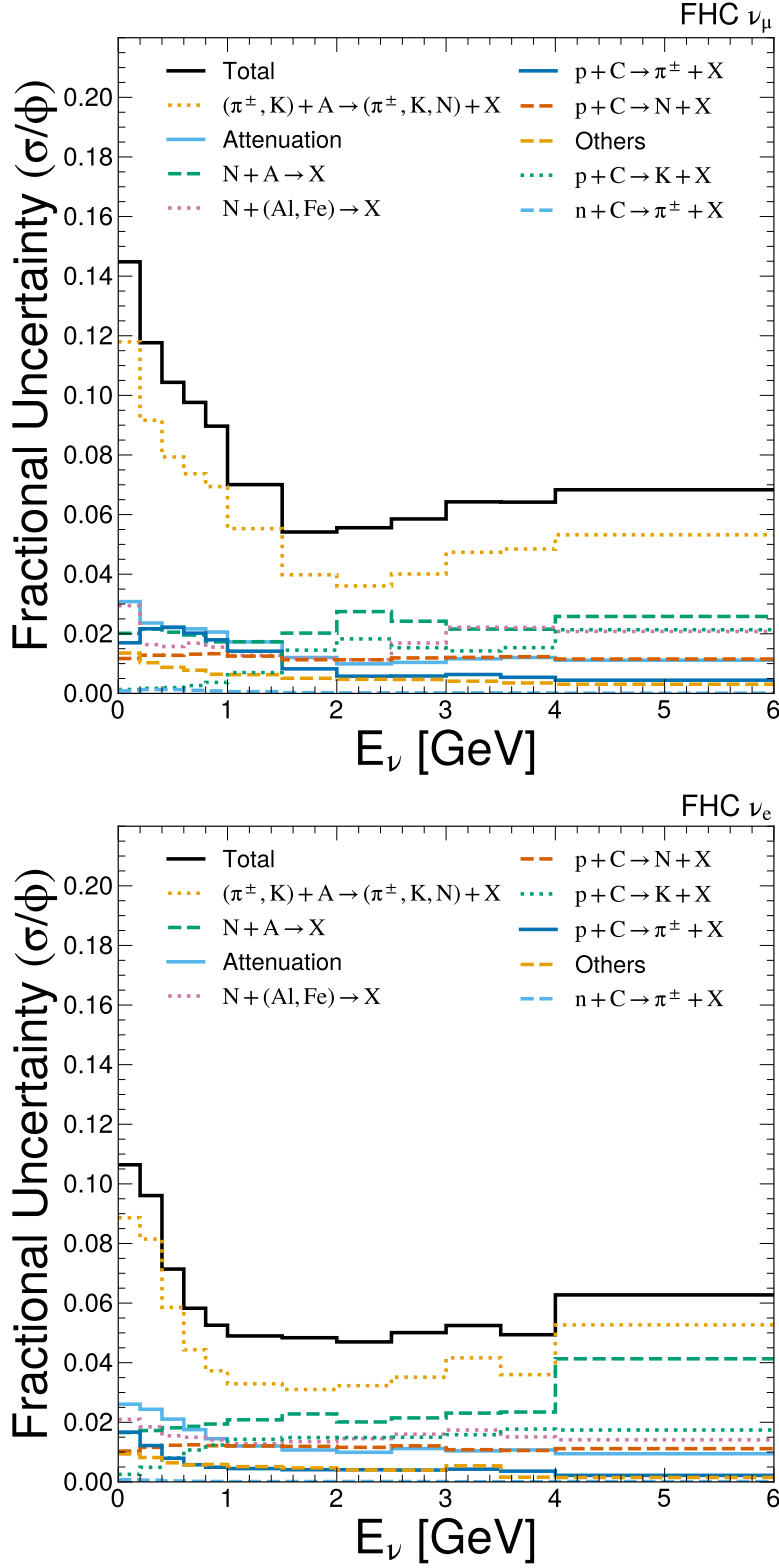 FHC ν_μ
Fractional Uncertainty (σ/ϕ)
0.20
0.18
0.16
0.14
0.12
0.10
0.08
0.06
0.04
0.02
0.00
Total
(π±, K) + A → (π±, K, N) + X
Attenuation
N + A → X
N + (Al, Fe) → X
p + C → π± + X
p + C → N + X
Others
p + C → K + X
n + C → π± + X
0 1 2 3 4 5 6
E_ν [GeV]
FHC ν_e
Fractional Uncertainty (σ/ϕ)
0.20
0.18
0.16
0.14
0.12
0.10
0.08
0.06
0.04
0.02
0.00
Total
(π±, K) + A → (π±, K, N) + X
N + A → X
Attenuation
N + (Al, Fe) → X
p + C → N + X
p + C → K + X
p + C → π± + X
Others
n + C → π± + X
0 1 2 3 4 5 6
E_ν [GeV]